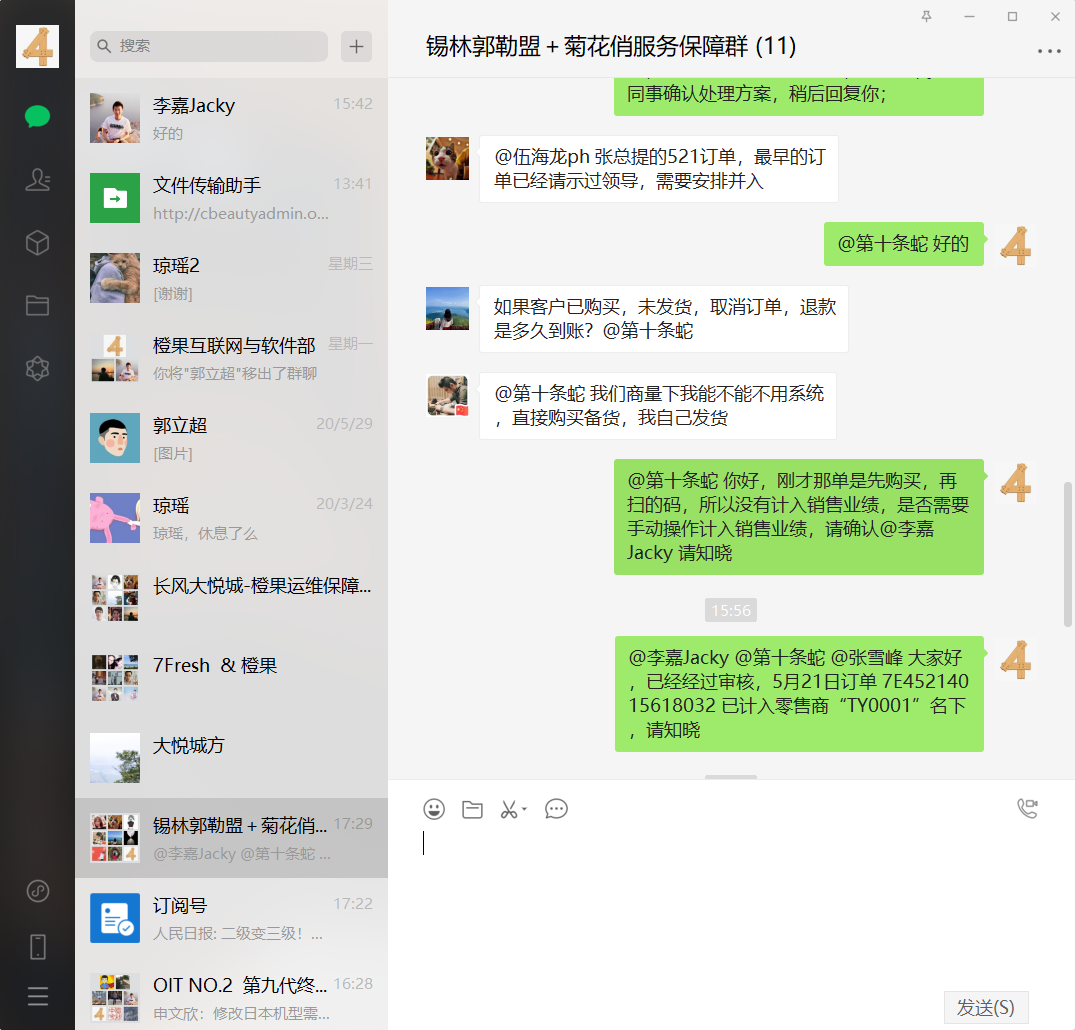 搜索
李嘉Jacky
15:42
好的
文件传输助手
13:41
http://cbeautyadmin.o...
琼瑶2
星期三
[谢谢]
橙果互联网与软件部
星期一
你将"郭立超"移出了群聊
郭立超
20/5/29
[图片]
琼瑶
20/3/24
琼瑶，休息了么
长风大悦城-橙果运维保障...
7Fresh ＆橙果
大悦城方
锡林郭勒盟＋菊花俏...
17:29
@李嘉Jacky @第十条蛇 ...
订阅号
17:22
人民日报: 二级变三级！...
OIT NO.2 第九代终...
16:28
申文欣：修改日本机型需...
锡林郭勒盟＋菊花俏服务保障群 (11)
同事确认处理方案，稍后回复你；
@伍海龙ph 张总提的521订单，最早的订
单已经请示过领导，需要安排并入
@第十条蛇 好的
如果客户已购买，未发货，取消订单，退款
是多久到账？@第十条蛇
@第十条蛇 我们商量下我能不能不用系统
，直接购买备货，我自己发货
@第十条蛇 你好，刚才那单是先购买，再
扫的码，所以没有计入销售业绩，是否需要
手动操作计入销售业绩，请确认@李嘉
Jacky 请知晓
15:56
@李嘉Jacky @第十条蛇 @张雪峰 大家好
，已经经过审核，5月21日订单 7E452140
15618032 已计入零售商“TY0001”名下
，请知晓
发送(S)